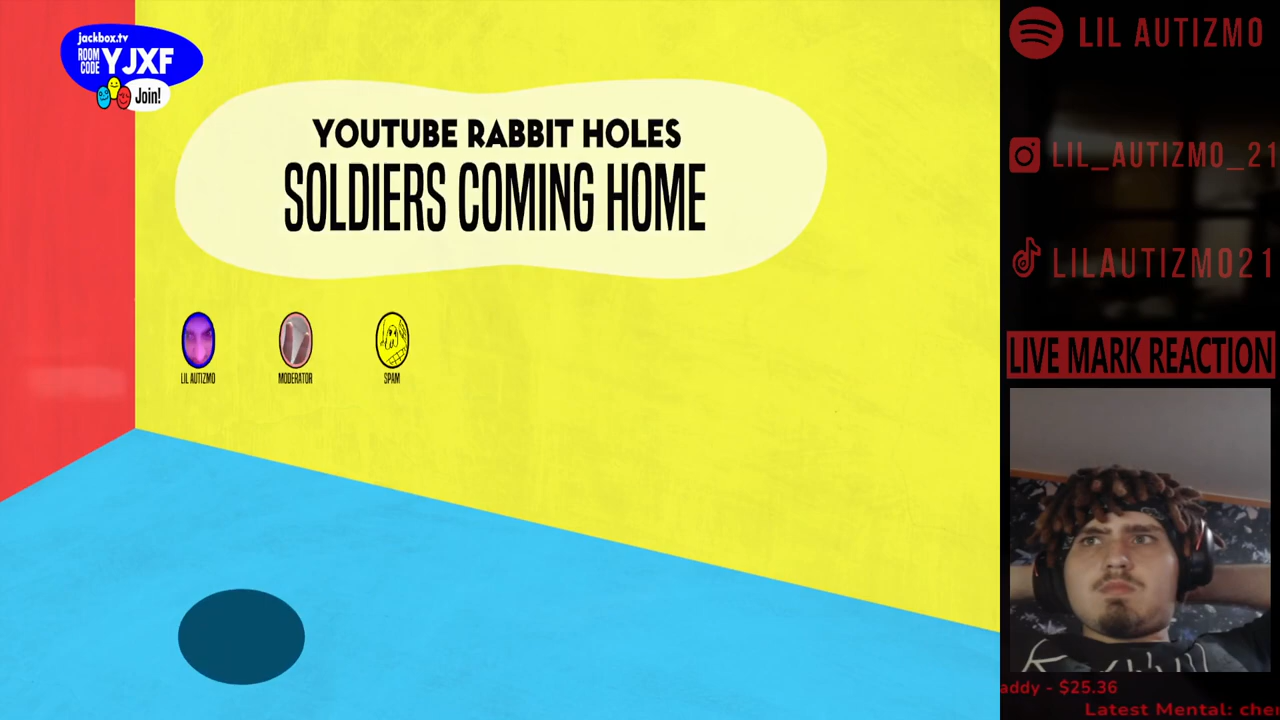 jackbox.tv
ROOM CODE YJXF
Join!
YOUTUBE RABBIT HOLES
SOLDIERS COMING HOME
LIL AUTIZMO
MODERATOR
SPAM
LIL AUTIZMO
LIL_AUTIZMO_21
LILAUTIZMO21
LIVE MARK REACTION
addy - $25.36
Latest Mental: cher